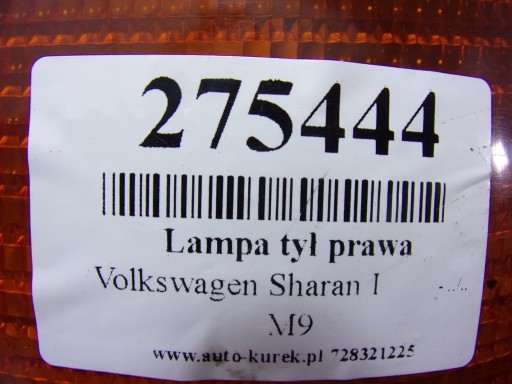 275444
Lampa tył prawa
Volkswagen Sharan I
M9
www.auto-kurek.pl 728321225